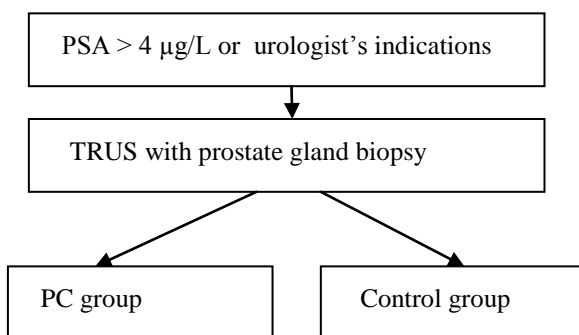 PSA > 4 µg/L or  urologist’s indications
TRUS with prostate gland biopsy
PC group
Control group